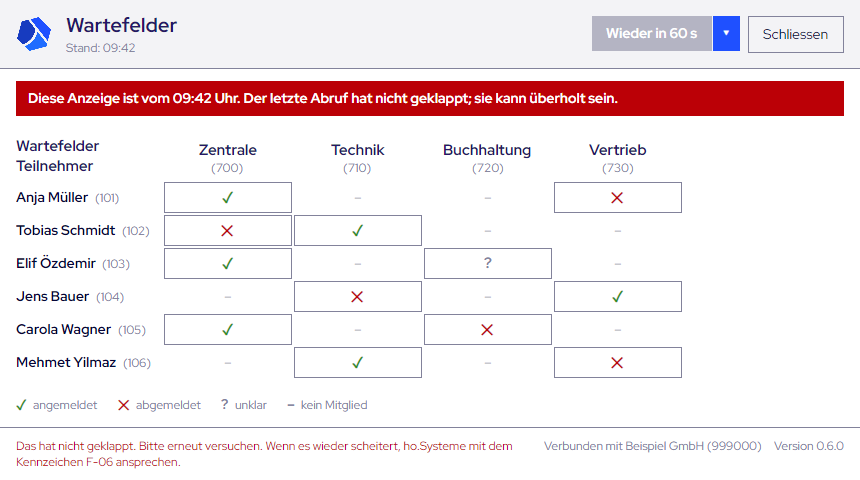 Wartefelder
Stand: 09:42
Wieder in 60 s
Schliessen
Diese Anzeige ist vom 09:42 Uhr. Der letzte Abruf hat nicht geklappt; sie kann überholt sein.
Wartefelder
Teilnehmer
Zentrale
(700)
Technik
(710)
Buchhaltung
(720)
Vertrieb
(730)
Anja Müller (101) ✓ – – ✕
Tobias Schmidt (102) ✕ ✓ – –
Elif Özdemir (103) ✓ – ? –
Jens Bauer (104) – ✕ – ✓
Carola Wagner (105) ✓ – ✕ –
Mehmet Yilmaz (106) – ✓ – ✕
✓ angemeldet ✕ abgemeldet ? unklar – kein Mitglied
Das hat nicht geklappt. Bitte erneut versuchen. Wenn es wieder scheitert, ho.Systeme mit dem
Kennzeichen F-06 ansprechen.
Verbunden mit Beispiel GmbH (999000) Version 0.6.0